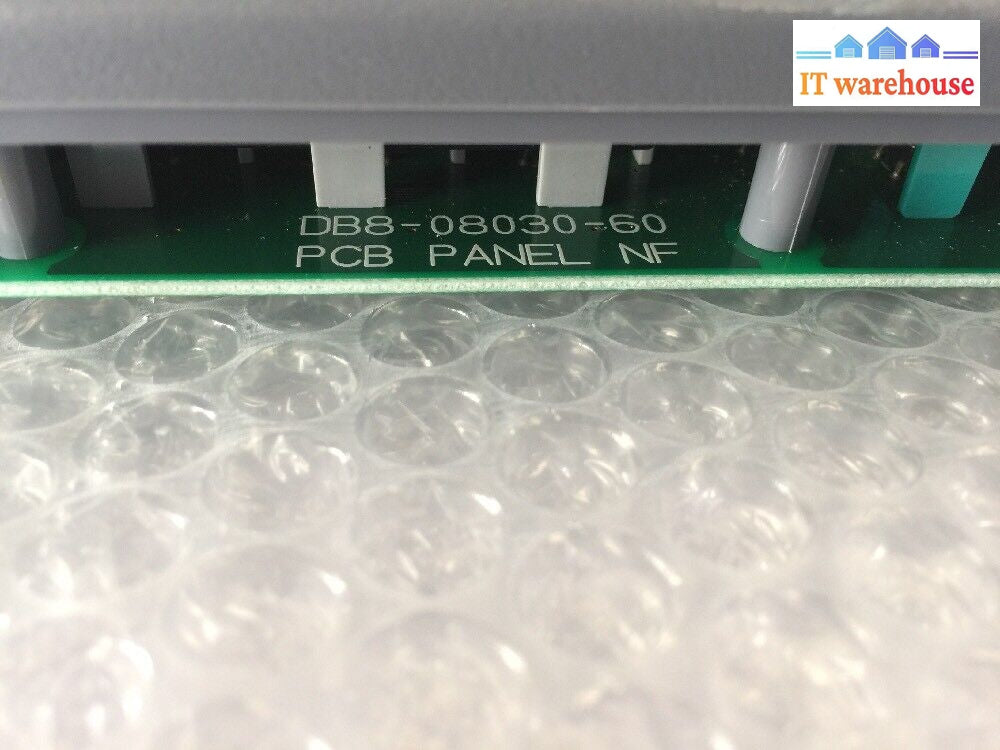 IT warehouse
DB8-08030-60
PCB PANEL NF